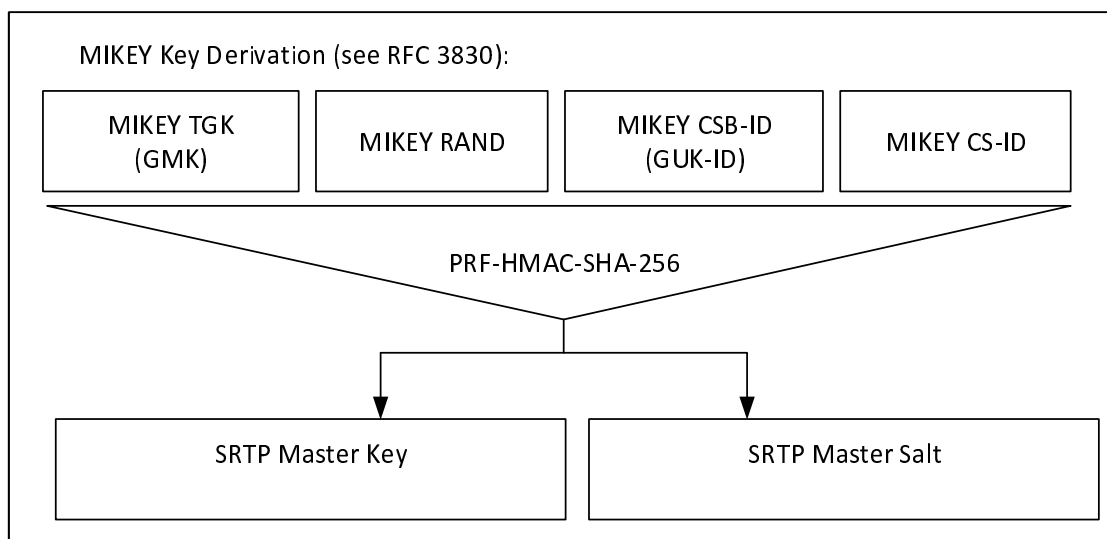 MIKEY Key Derivation (see RFC 3830):
MIKEY TGK
(GMK)
MIKEY RAND
MIKEY CSB-ID
(GUK-ID)
MIKEY CS-ID
PRF-HMAC-SHA-256
SRTP Master Key
SRTP Master Salt